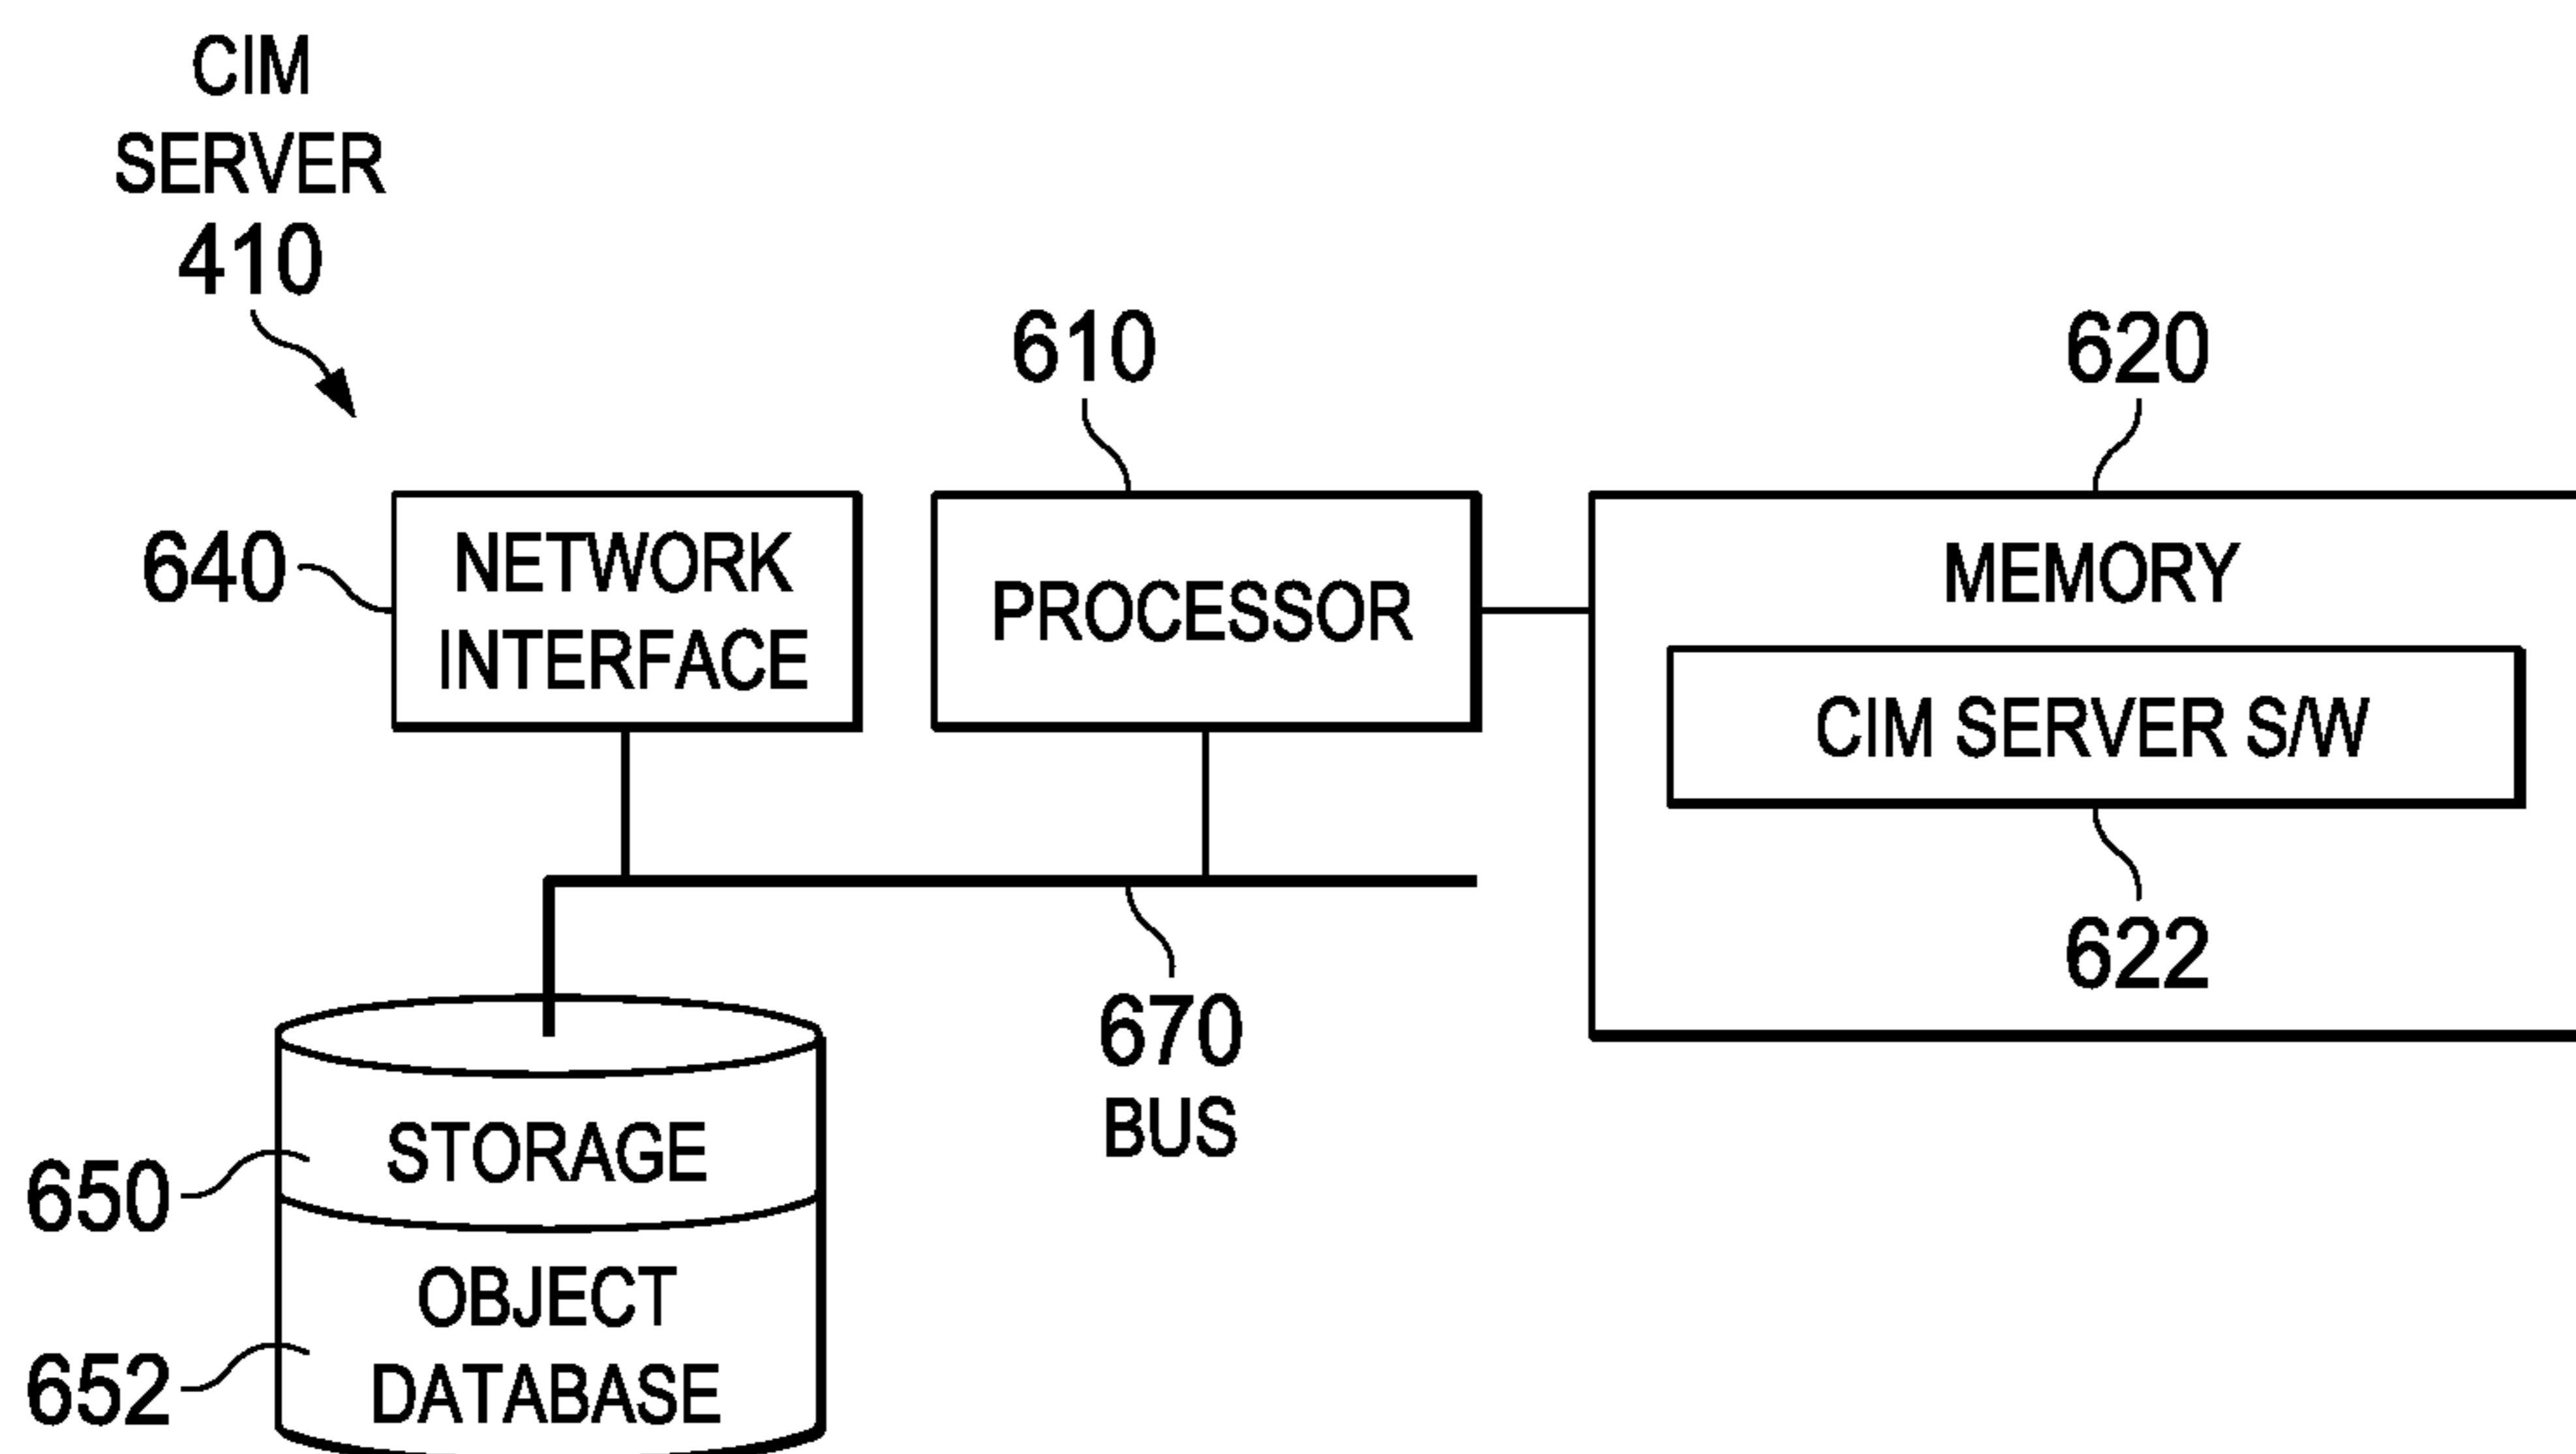 CIM
SERVER
410
610
620
640
NETWORK
INTERFACE
PROCESSOR
MEMORY
CIM SERVER S/W
622
670
BUS
650
STORAGE
652
OBJECT
DATABASE